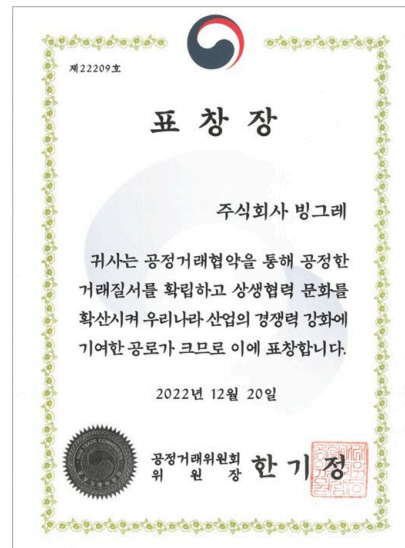 제22209호
표 창 장
주식회사 빙그레
귀사는 공정거래협약을 통해 공정한
거래질서를 확립하고 상생협력 문화를
확산시켜 우리나라 산업의 경쟁력 강화에
기여한 공로가 크므로 이에 표창합니다.
2022년 12월 20일
공정거래위원회
위 원 장 한 기 정